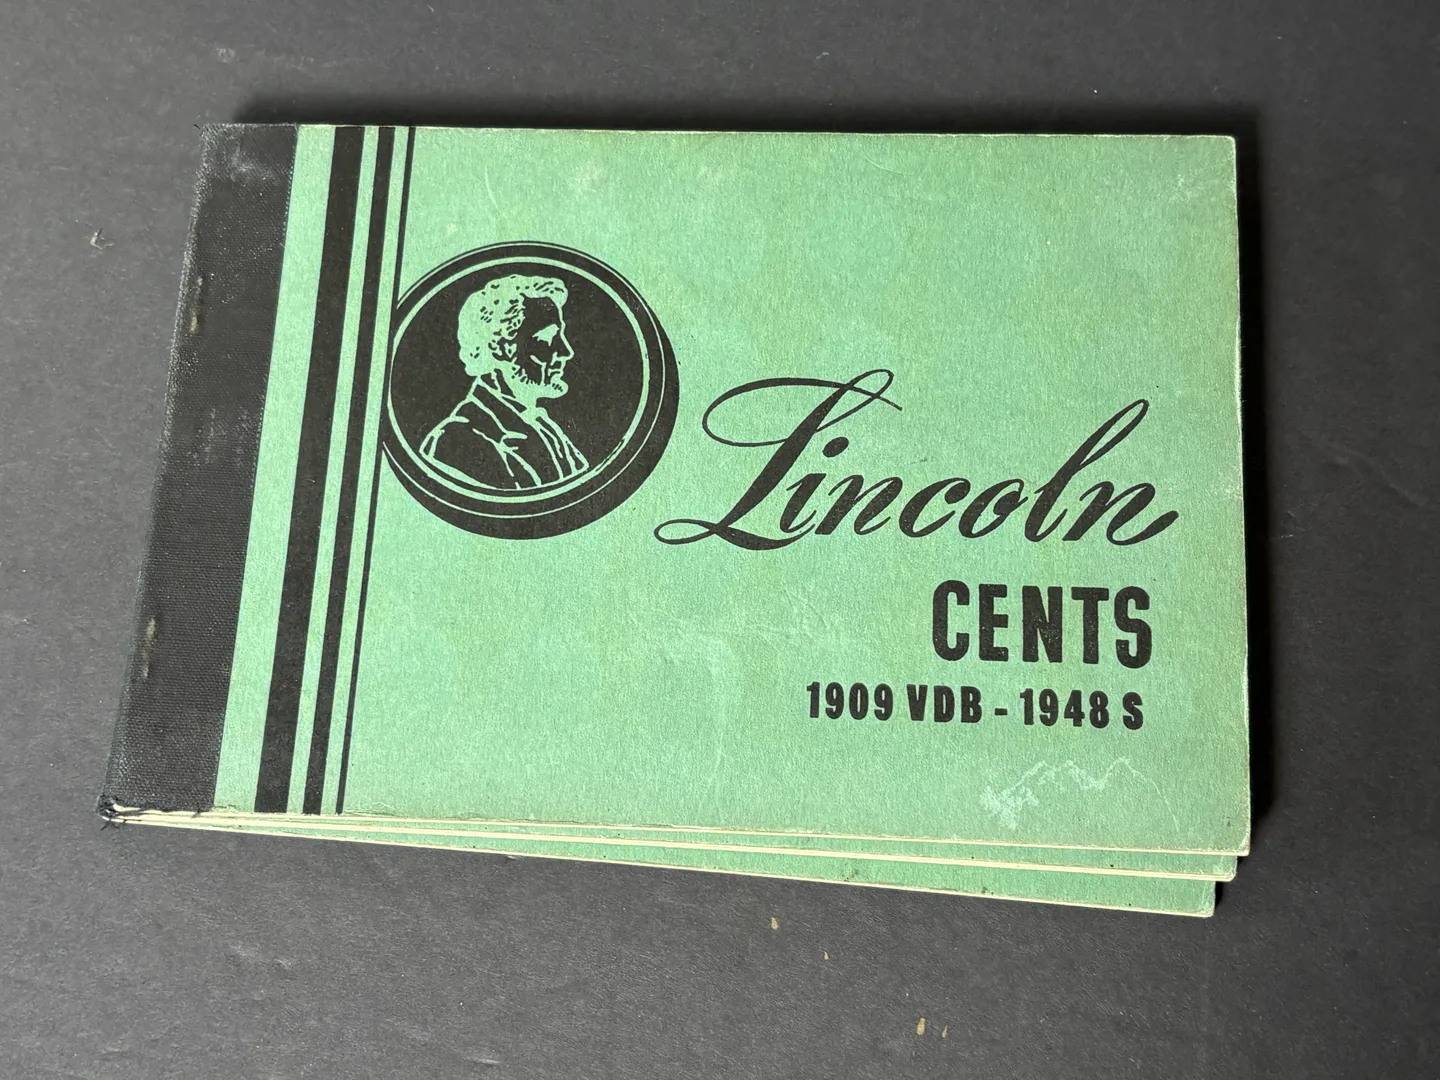 Lincoln
CENTS
1909 VDB - 1948 S